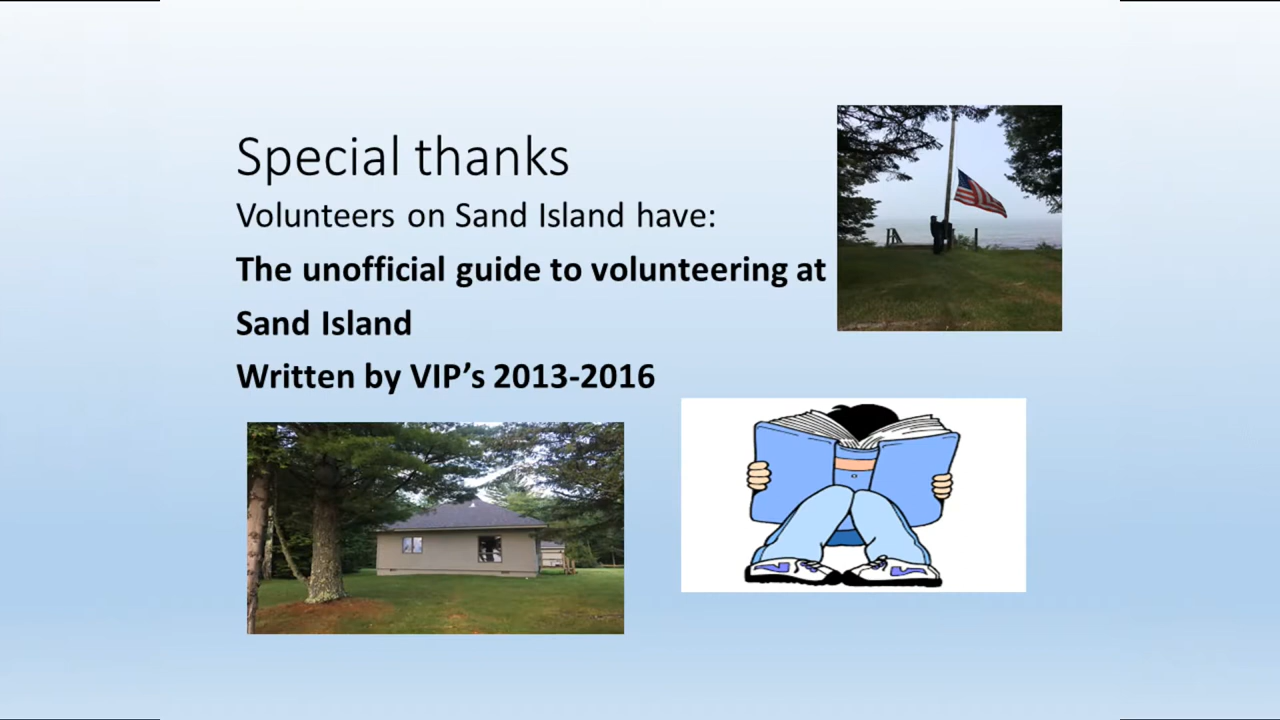 Special thanks
Volunteers on Sand Island have:
The unofficial guide to volunteering at
Sand Island
Written by VIP’s 2013-2016